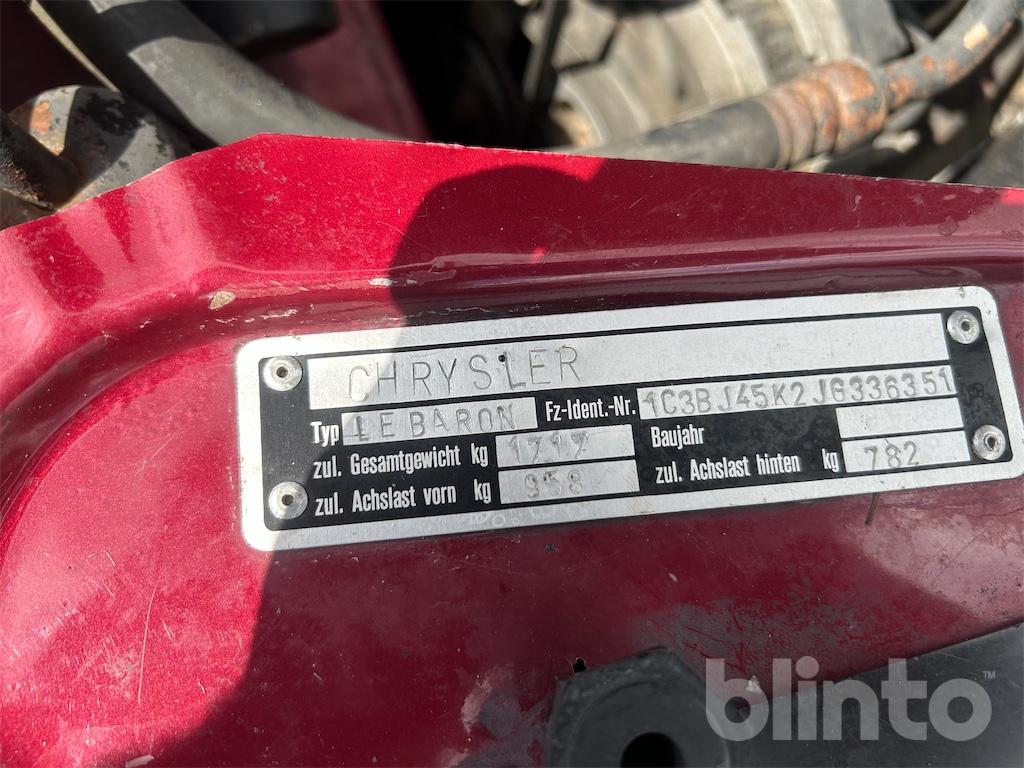 CHRYSLER
Typ LE BARON Fz-Ident.-Nr. 1C3BJ45K2JG336351
zul. Gesamtgewicht kg 1717 Baujahr
zul. Achslast vorn kg 958 zul. Achslast hinten kg 782
blinto™